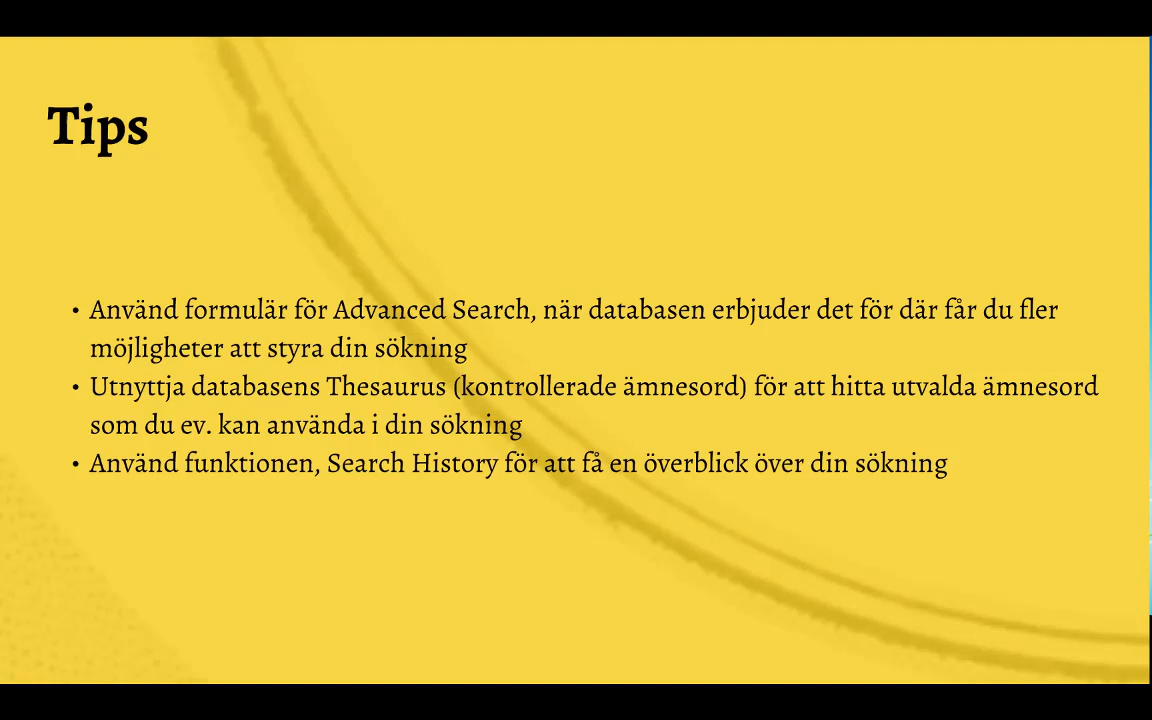 Tips
• Använd formulär för Advanced Search, när databasen erbjuder det för där får du fler
möjligheter att styra din sökning
• Utnyttja databasens Thesaurus (kontrollerade ämnesord) för att hitta utvalda ämnesord
som du ev. kan använda i din sökning
• Använd funktionen, Search History för att få en överblick över din sökning